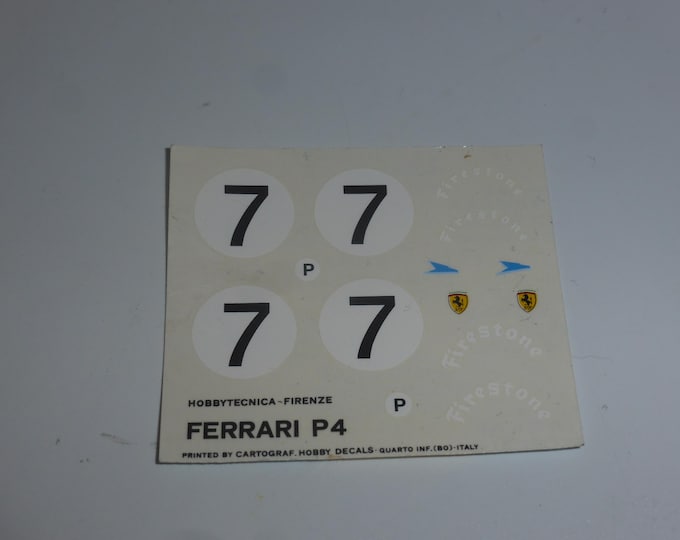 7 7
Firestone
Firestone
P
7 7
Firestone
Firestone
HOBBYTECNICA-FIRENZE
P
FERRARI P4
PRINTED BY CARTOGRAF. HOBBY DECALS- QUARTO INF.(BO)-ITALY